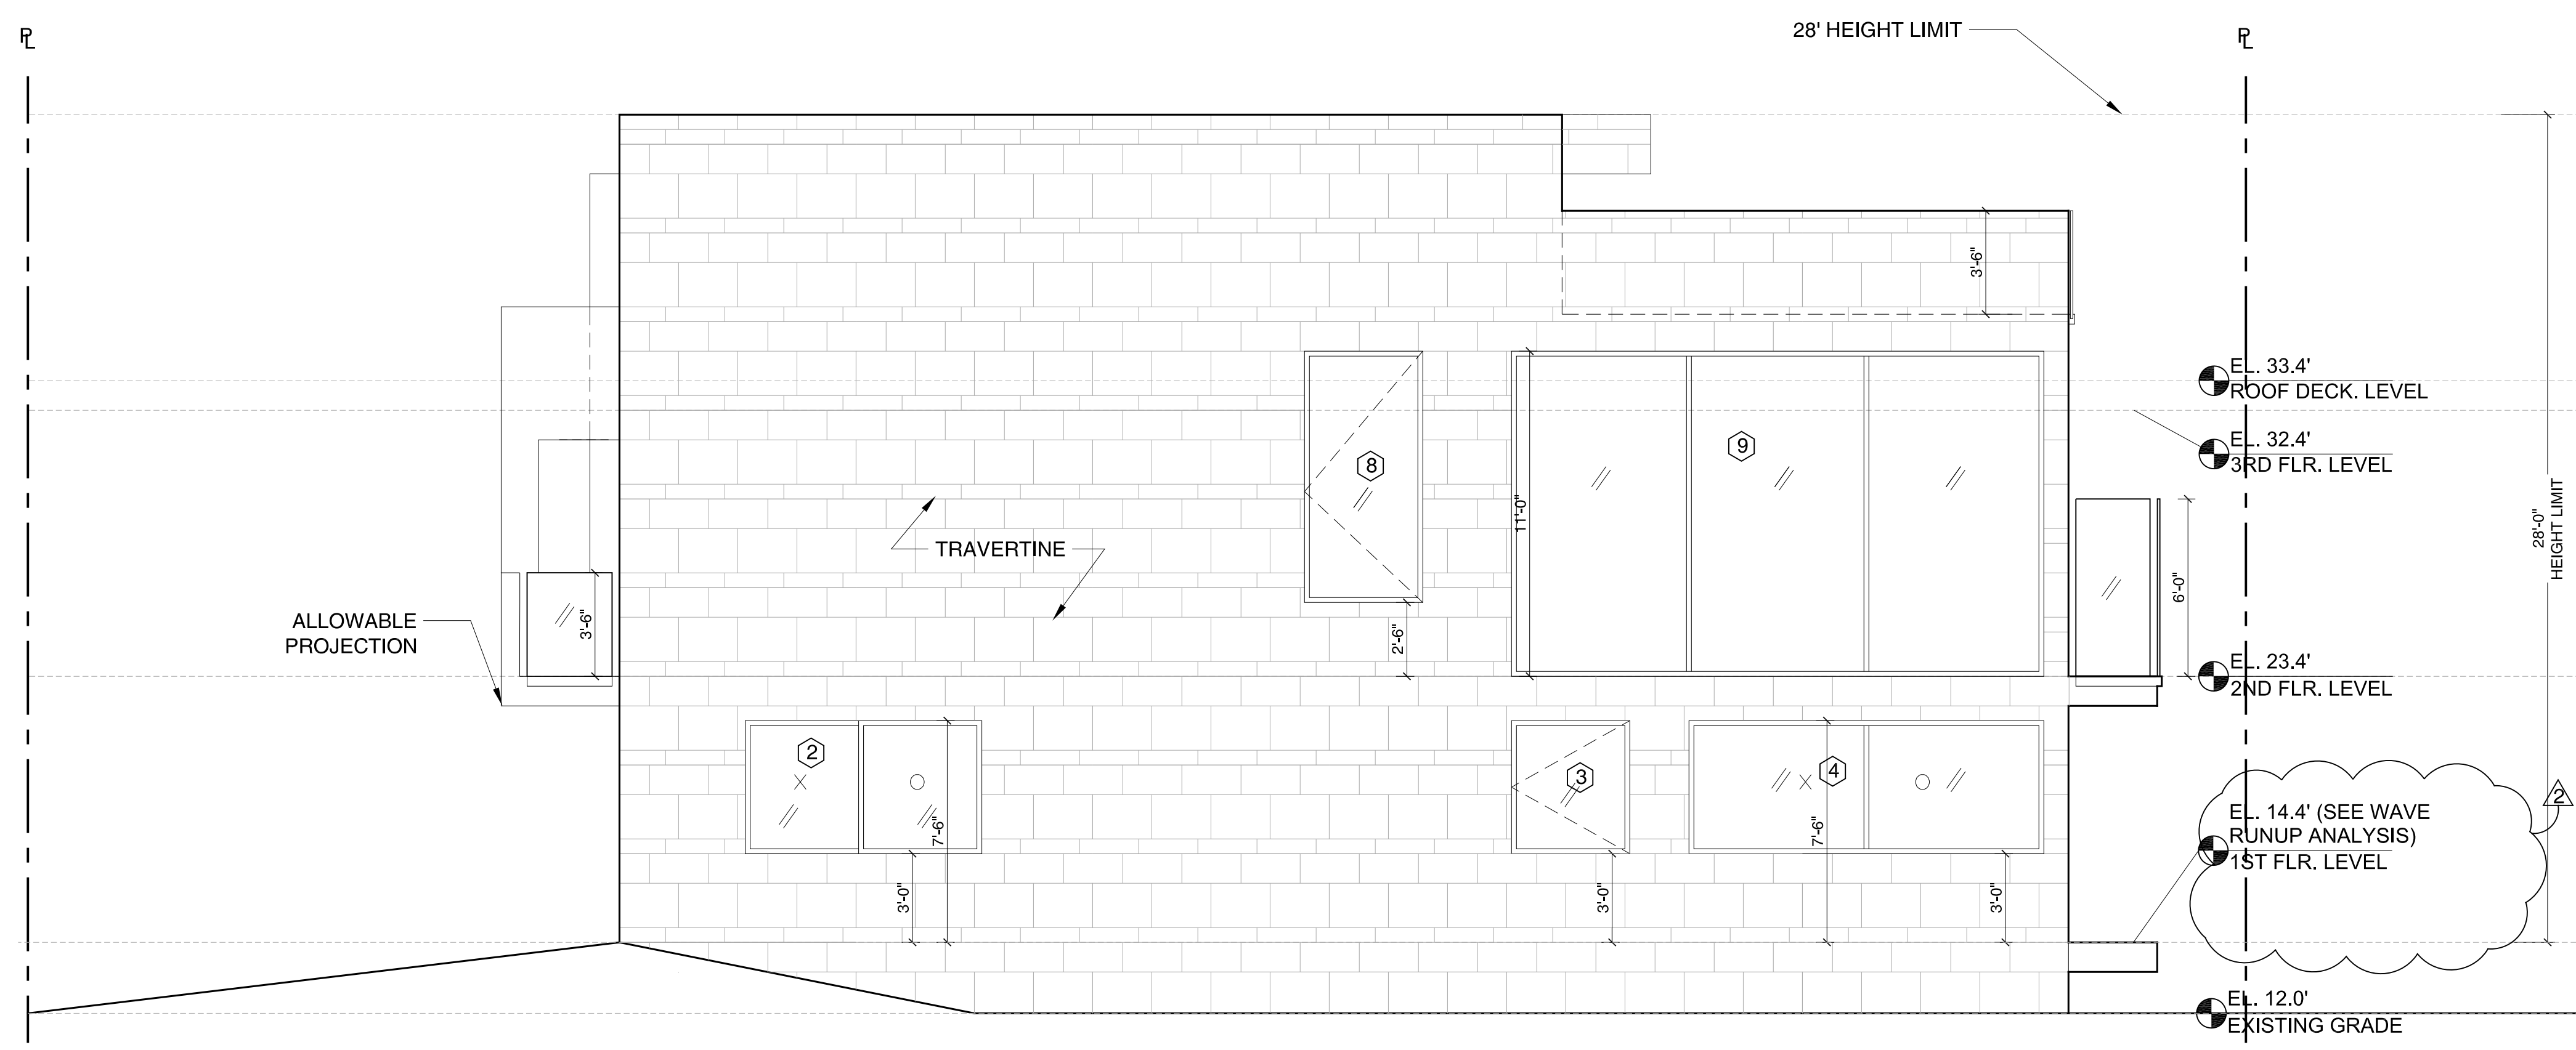 PL
28' HEIGHT LIMIT
PL
3'-6"
EL. 33.4'
ROOF DECK. LEVEL
EL. 32.4'
3RD FLR. LEVEL
8
9
11'-0"
28'-0"
HEIGHT LIMIT
TRAVERTINE
ALLOWABLE
PROJECTION
3'-6"
2'-6"
6'-0"
EL. 23.4'
2ND FLR. LEVEL
2
X
O
7'-6"
3
4
X
O
7'-6"
2
EL. 14.4' (SEE WAVE
RUNUP ANALYSIS)
1ST FLR. LEVEL
3'-0"
3'-0"
3'-0"
EL. 12.0'
EXISTING GRADE